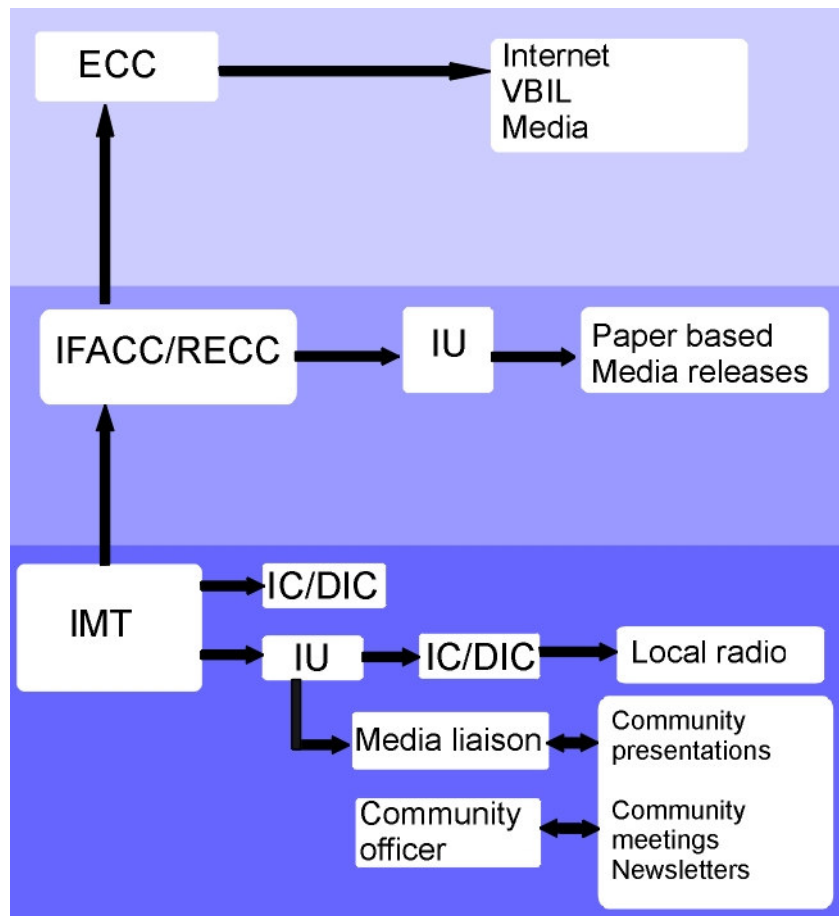 ECC
Internet
VBIL
Media
IFACC/RECC
IU
Paper based
Media releases
IMT
IC/DIC
IU
IC/DIC
Local radio
Media liaison
Community
presentations
Community
officer
Community
meetings
Newsletters